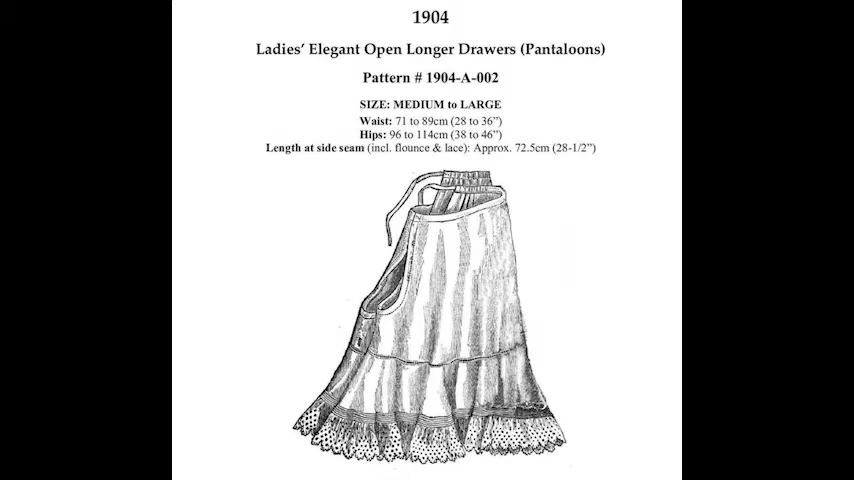 1904
Ladies’ Elegant Open Longer Drawers (Pantaloons)
Pattern # 1904-A-002
SIZE: MEDIUM to LARGE
Waist: 71 to 89cm (28 to 36”)
Hips: 96 to 114cm (38 to 46”)
Length at side seam (incl. flounce & lace): Approx. 72.5cm (28-1/2”)